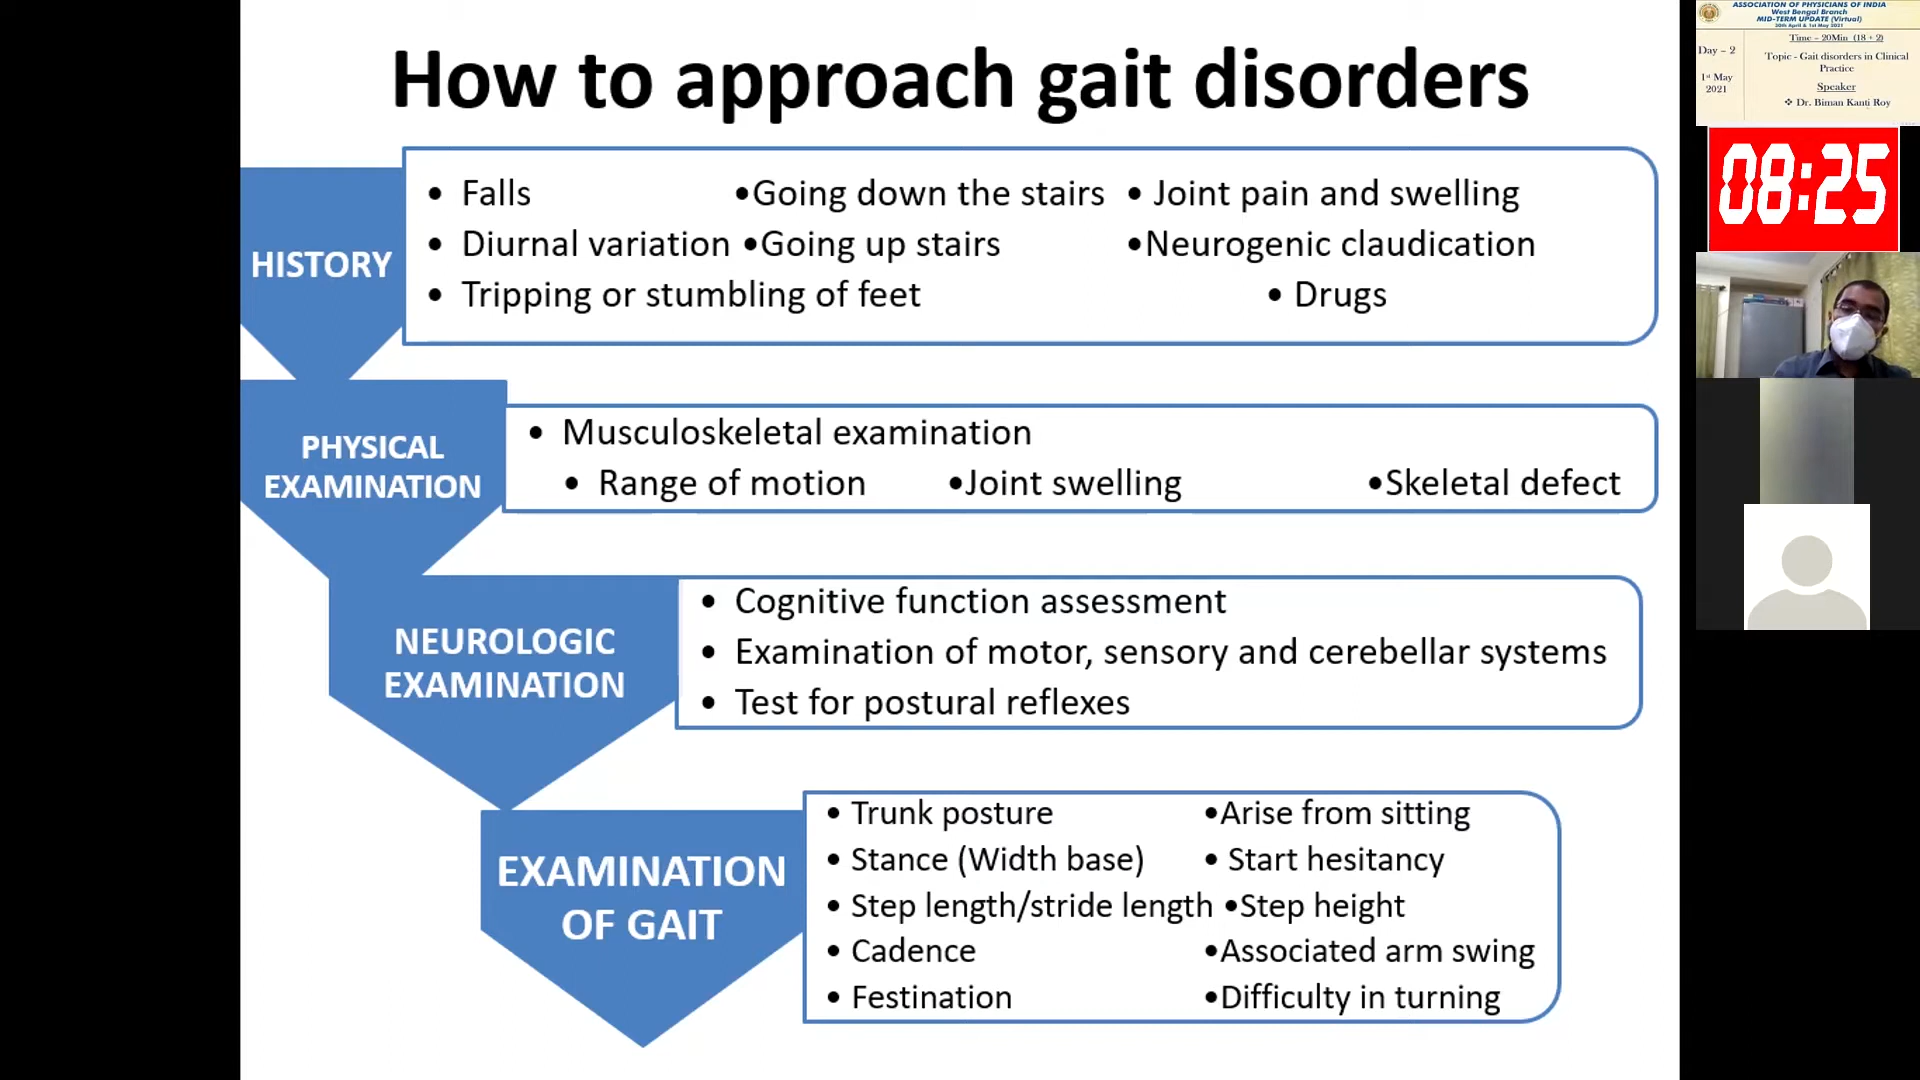 How to approach gait disorders
HISTORY
• Falls •Going down the stairs • Joint pain and swelling
• Diurnal variation •Going up stairs •Neurogenic claudication
• Tripping or stumbling of feet • Drugs
PHYSICAL
EXAMINATION
• Musculoskeletal examination
• Range of motion •Joint swelling •Skeletal defect
NEUROLOGIC
EXAMINATION
• Cognitive function assessment
• Examination of motor, sensory and cerebellar systems
• Test for postural reflexes
EXAMINATION
OF GAIT
• Trunk posture •Arise from sitting
• Stance (Width base) • Start hesitancy
• Step length/stride length •Step height
• Cadence •Associated arm swing
• Festination •Difficulty in turning
ASSOCIATION OF PHYSICIANS OF INDIA
West Bengal Branch
MID-TERM UPDATE (Virtual)
30th April & 1st May 2021
Time – 20Min (18 + 2)
Day – 2
1st May
2021
Topic - Gait disorders in Clinical
Practice
Speaker
❖ Dr. Biman Kanti Roy
08:25